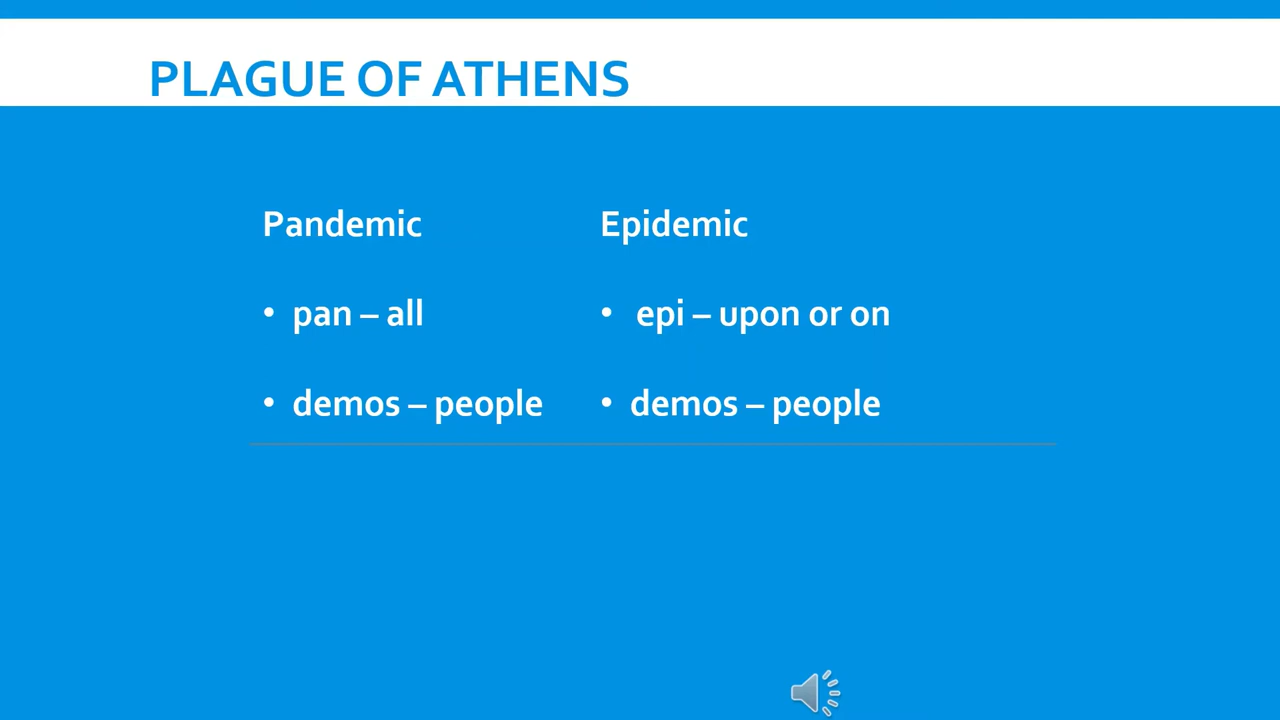 PLAGUE OF ATHENS
Pandemic
• pan – all
• demos – people
Epidemic
• epi – upon or on
• demos – people